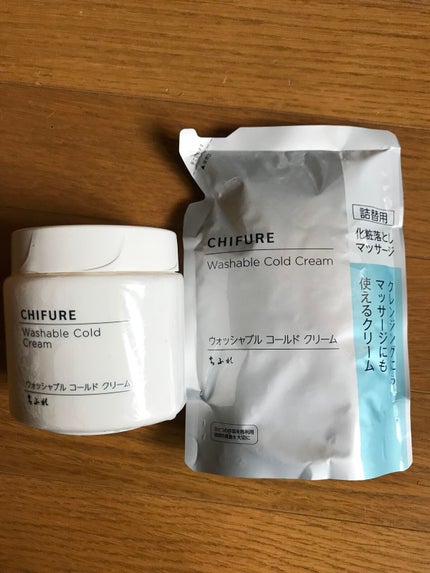 CHIFURE
Washable Cold
Cream
ウォッシャブル コールド クリーム
ちふれ
CHIFURE
Washable Cold Cream
ウォッシャブル コールド クリーム
ちふれ
詰替用
化粧落とし
マッサージ
クレンジングにも
マッサージにも
使えるクリーム